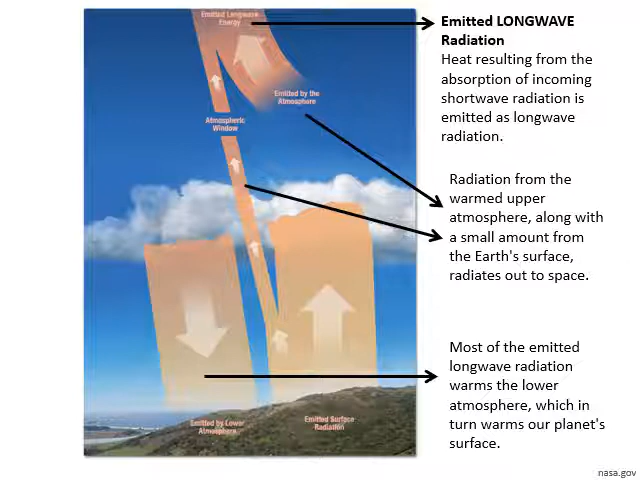 Emitted Longwave
Energy
Emitted by the
Atmosphere
Atmospheric
Window
Emitted by Lower
Atmosphere
Emitted Surface
Radiation
Emitted LONGWAVE
Radiation
Heat resulting from the
absorption of incoming
shortwave radiation is
emitted as longwave
radiation.
Radiation from the
warmed upper
atmosphere, along with
a small amount from
the Earth's surface,
radiates out to space.
Most of the emitted
longwave radiation
warms the lower
atmosphere, which in
turn warms our planet's
surface.
nasa.gov